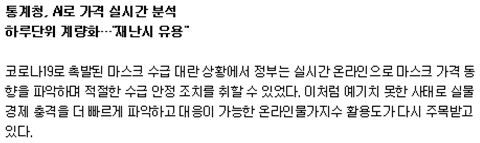 통계청, AI로 가격 실시간 분석
하루단위 계량화…"재난시 유용"
코로나19로 촉발된 마스크 수급 대란 상황에서 정부는 실시간 온라인으로 마스크 가격 동
향을 파악하며 적절한 수급 안정 조치를 취할 수 있었다. 이처럼 예기치 못한 사태로 실물
경제 충격을 더 빠르게 파악하고 대응이 가능한 온라인물가지수 활용도가 다시 주목받고
있다.